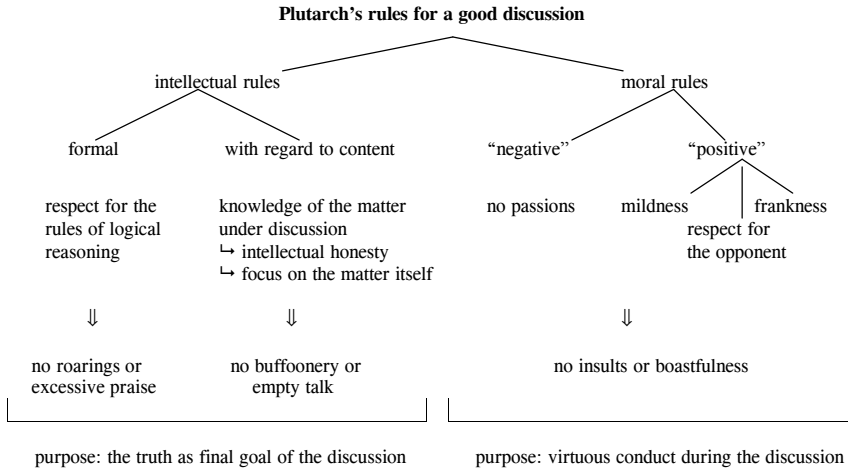 Plutarch’s rules for a good discussion
intellectual rules
moral rules
formal
with regard to content
“negative”
“positive”
respect for the
rules of logical
reasoning
knowledge of the matter
under discussion
↳ intellectual honesty
↳ focus on the matter itself
no passions
mildness
frankness
respect for
the opponent
⇓
⇓
⇓
no roarings or
excessive praise
no buffoonery or
empty talk
no insults or boastfulness
purpose: the truth as final goal of the discussion
purpose: virtuous conduct during the discussion